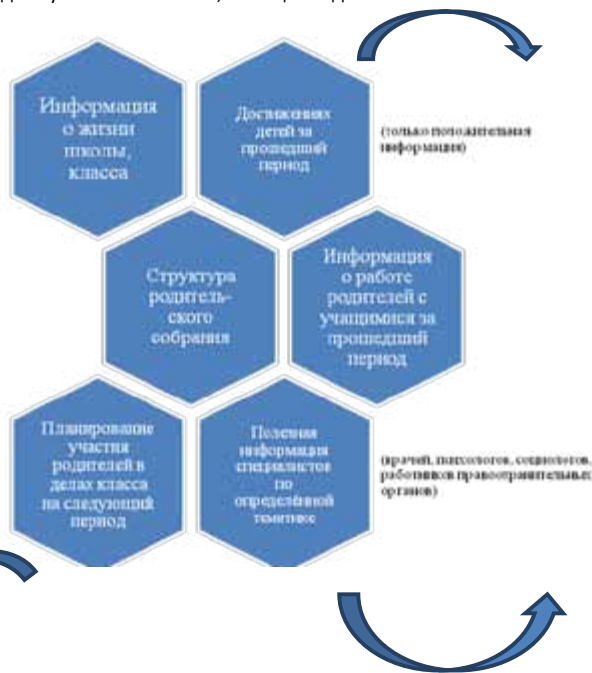 Информация
о жизни
школы,
класса
Достижениях
детей за
прошедший
период
(только положительная
информация)
Структура
родитель-
ского
собрания
Информация
о работе
родителей с
учащимися за
прошедший
период
Планирование
участия
родителей в
делах класса
на следующий
период
Полезная
информация
специалистов
по
определённой
тематике
(врачей, психологов, социологов,
работников правоохранительных
органов)